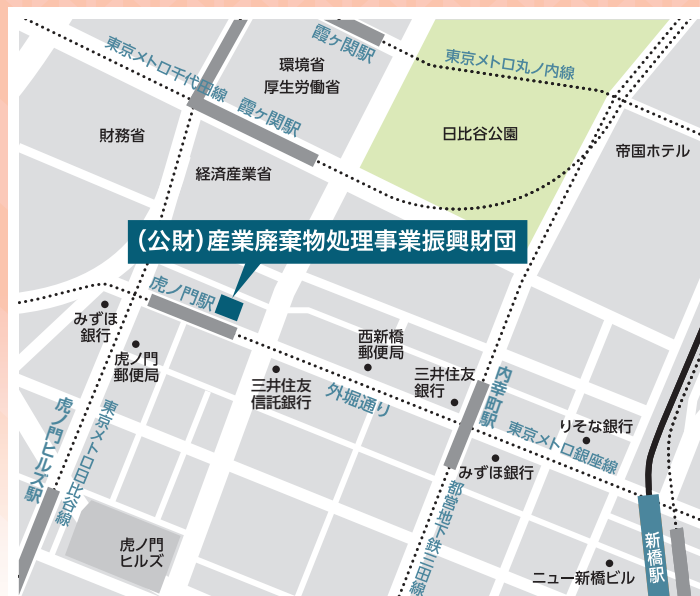 霞ヶ関駅
東京メトロ丸ノ内線
東京メトロ千代田線
環境省
厚生労働省
霞ヶ関駅
財務省
日比谷公園
帝国ホテル
経済産業省
(公財)産業廃棄物処理事業振興財団
虎ノ門駅
みずほ
銀行
虎ノ門
郵便局
西新橋
郵便局
三井住友
信託銀行
外堀通り
三井住友
銀行
内幸町駅
りそな銀行
東京メトロ銀座線
みずほ銀行
虎ノ門ヒルズ駅
東京メトロ日比谷線
都営地下鉄三田線
虎ノ門
ヒルズ
新橋駅
ニュー新橋ビル